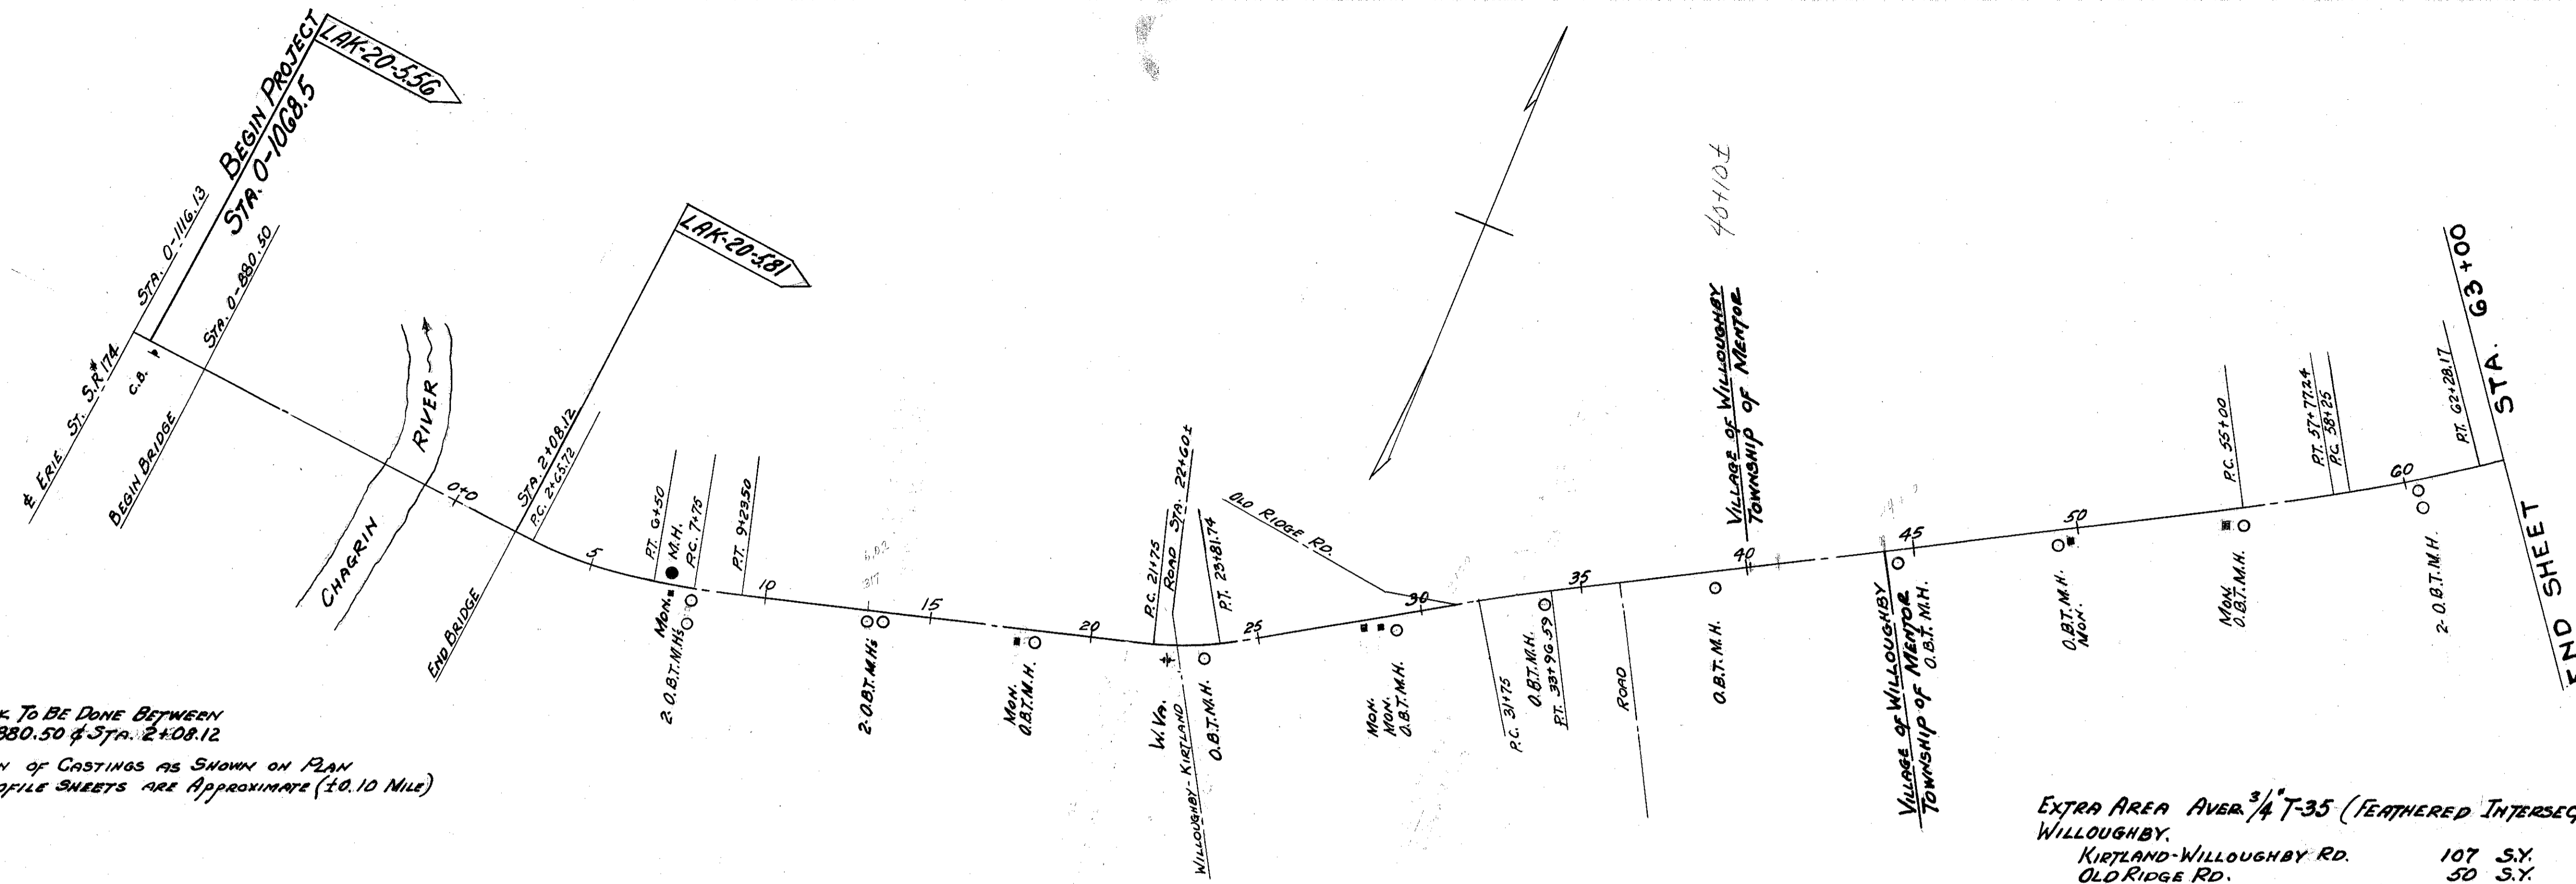 BEGIN PROJECT
STA. 0-1068.5
LAK-20-5.56
STA. 0-1116.13
℄ ERIE ST. S.R.# 174
C.B.
STA. 0-880.50
BEGIN BRIDGE
CHAGRIN RIVER
0+0
LAK-20-5.81
STA. 2+08.12
P.C. 2+65.72
END BRIDGE
5
P.T. 6+50
M.H.
P.C. 7+75
MON.
2-O.B.T.M.H's
P.T. 9+23.50
10
6.02
317
2-O.B.T.M.H's
15
MON.
O.B.T.M.H.
20
P.C. 21+75
ROAD STA. 22+60±
P.T. 23+81.74
W.VA.
WILLOUGHBY-KIRTLAND
O.B.T.M.H.
25
OLD RIDGE RD.
30
MON.
MON.
O.B.T.M.H.
P.C. 31+75
O.B.T.M.H.
P.T. 33+96.59
35
ROAD
40+10±
VILLAGE OF WILLOUGHBY
TOWNSHIP OF MENTOR
40
O.B.T.M.H.
45
VILLAGE OF WILLOUGHBY
TOWNSHIP OF MENTOR
O.B.T. M.H.
50
O.B.T.M.H.
MON.
P.C. 55+00
MON.
O.B.T.M.H.
P.T. 57+77.24
P.C. 58+25
60
2-O.B.T.M.H.
P.T. 62+28.17
STA. 63+00
END SHEET
TO BE DONE BETWEEN
880.50 & STA. 2+08.12
OF CASTINGS AS SHOWN ON PLAN
SHEETS ARE APPROXIMATE (±0.10 MILE)
EXTRA AREA AVER. 3/4" T-35 (FEATHERED
WILLOUGHBY.
KIRTLAND-WILLOUGHBY RD. 107 S.Y.
OLD RIDGE RD. 50 S.Y.